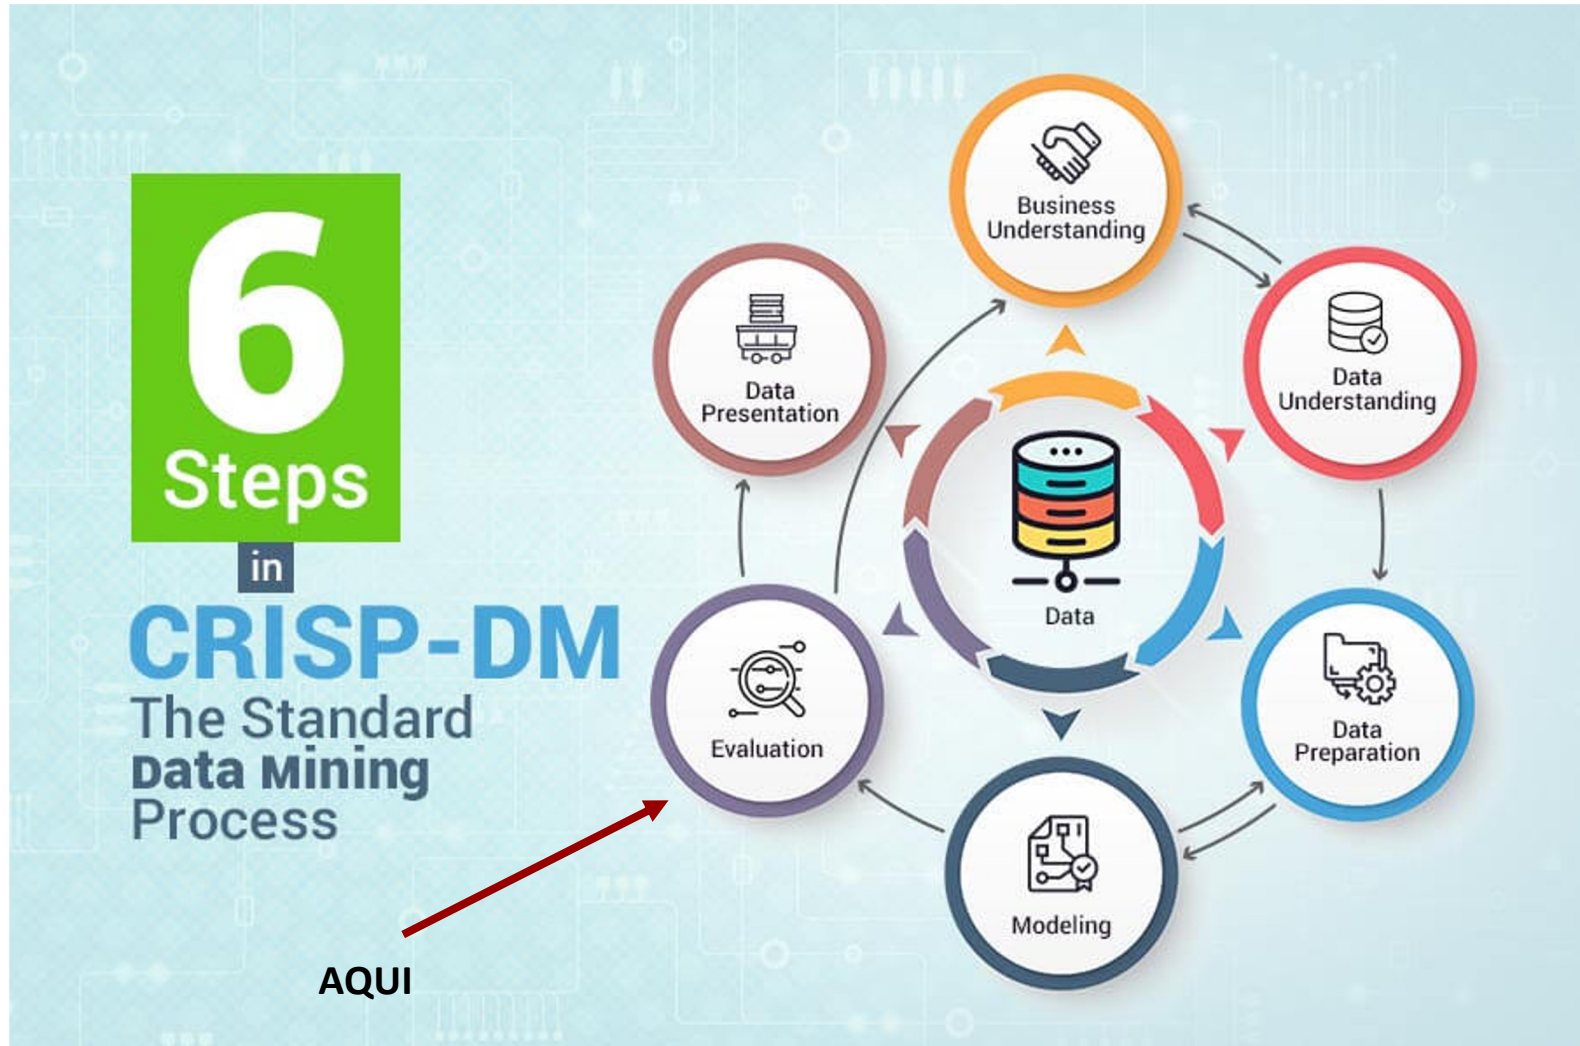 6
Steps
in
CRISP-DM
The Standard
Data Mining
Process
Business
Understanding
Data
Understanding
Data
Preparation
Modeling
Evaluation
Data
Presentation
Data
AQUI